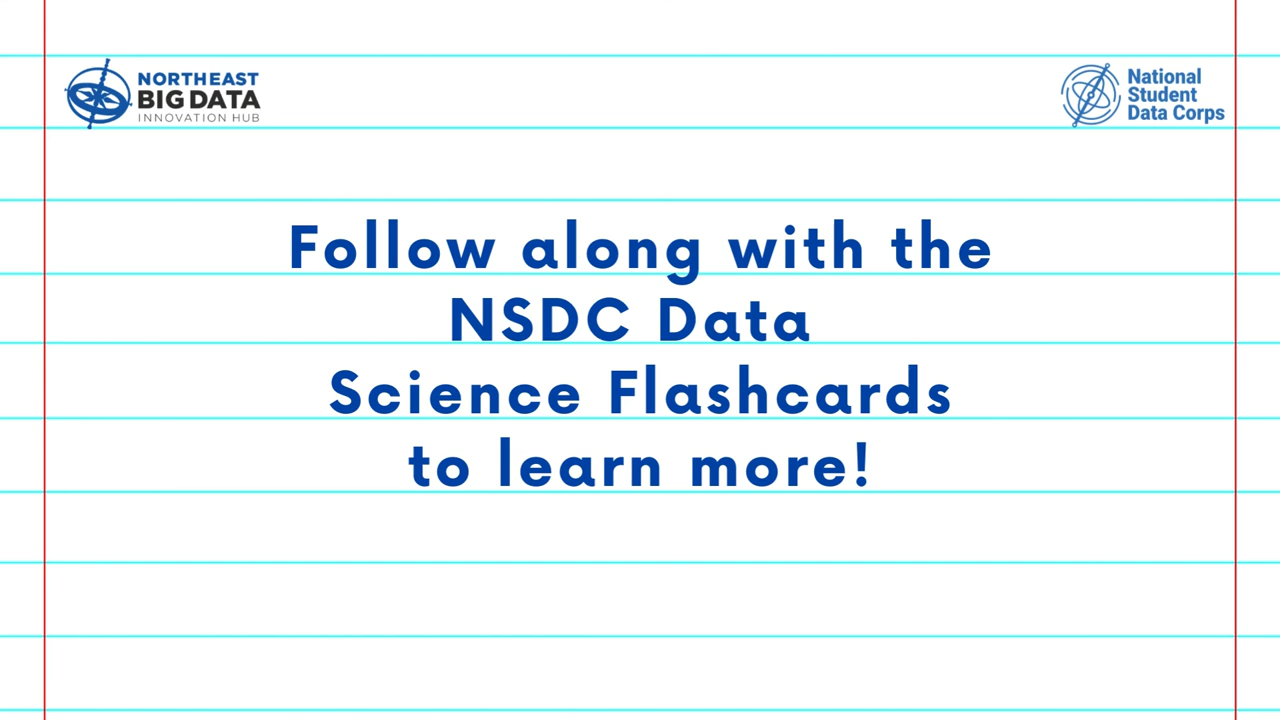 NORTHEAST
BIG DATA
INNOVATION HUB
National
Student
Data Corps
Follow along with the
NSDC Data
Science Flashcards
to learn more!